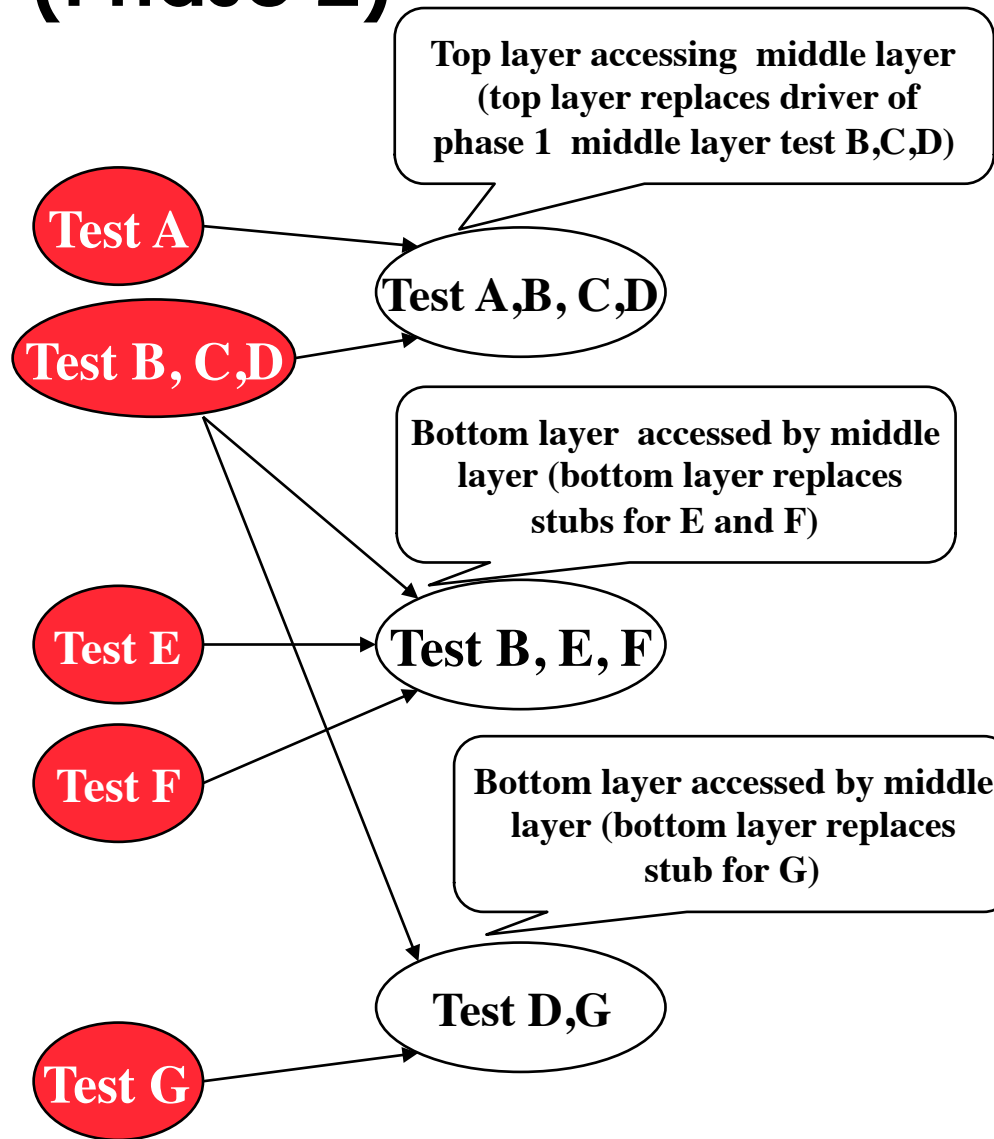 Top layer accessing middle layer
(top layer replaces driver of
phase 1 middle layer test B,C,D)
Test A
Test A,B, C,D
Test B, C,D
Bottom layer accessed by middle
layer (bottom layer replaces
stubs for E and F)
Test E
Test B, E, F
Test F
Bottom layer accessed by middle
layer (bottom layer replaces
stub for G)
Test D,G
Test G